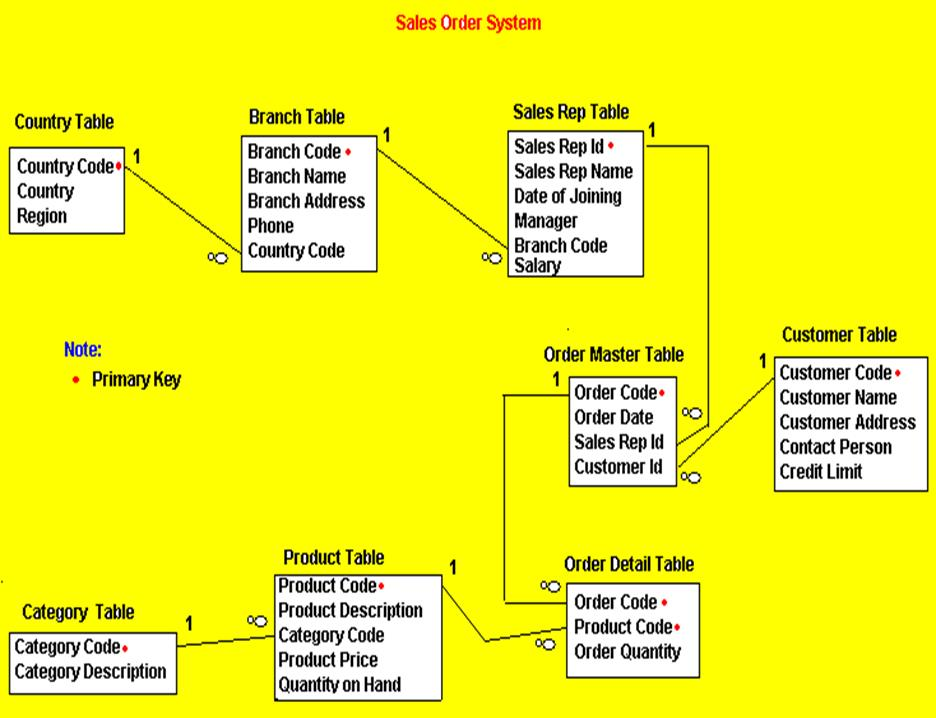 Sales Order System
Country Table
Country Code
Country
Region
1
Branch Table
Branch Code
Branch Name
Branch Address
Phone
Country Code
∞
1
Sales Rep Table
Sales Rep Id
Sales Rep Name
Date of Joining
Manager
Branch Code
Salary
∞
1
Note:
Primary Key
Order Master Table
1
Order Code
Order Date
Sales Rep Id
Customer Id
∞
∞
Customer Table
1
Customer Code
Customer Name
Customer Address
Contact Person
Credit Limit
Category Table
Category Code
Category Description
1
Product Table
∞
Product Code
Product Description
Category Code
Product Price
Quantity on Hand
1
Order Detail Table
∞
Order Code
Product Code
Order Quantity
∞